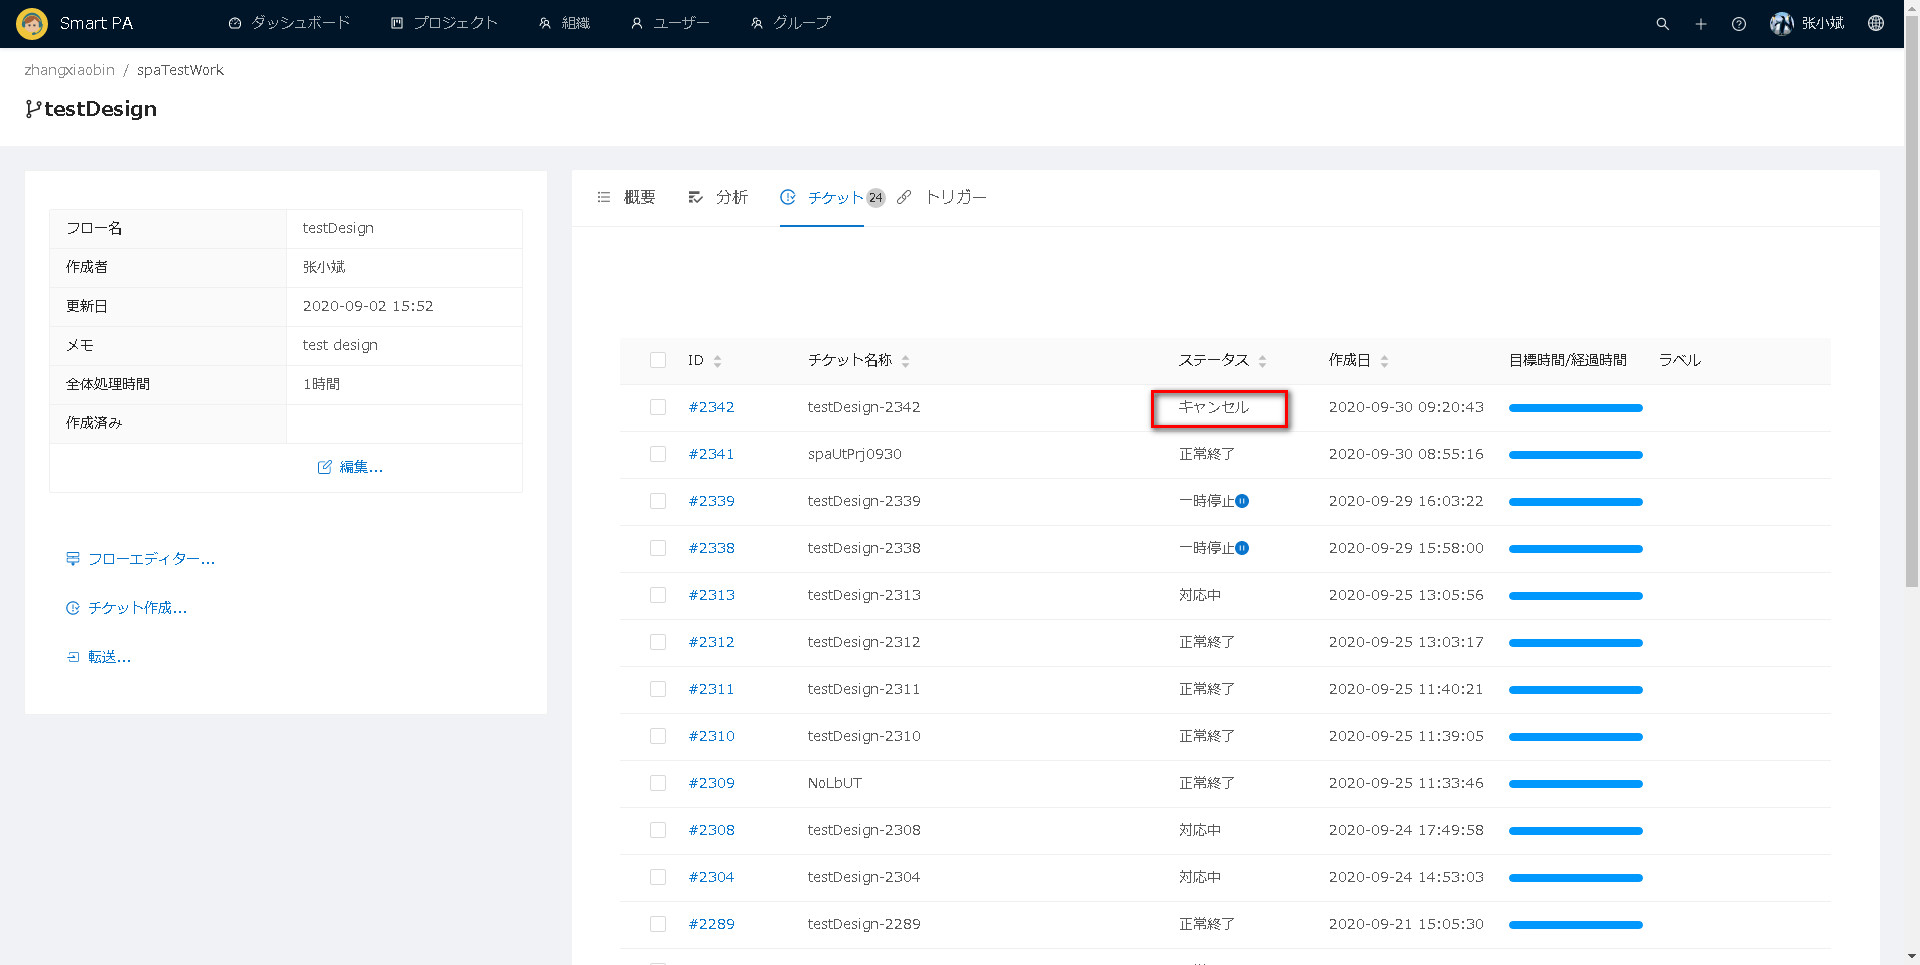 Smart PA
ダッシュボード
プロジェクト
組織
ユーザー
グループ
张小斌
zhangxiaobin / spaTestWork
testDesign
フロー名 testDesign
作成者 张小斌
更新日 2020-09-02 15:52
メモ test design
全体処理時間 1時間
作成済み
編集...
フローエディター...
チケット作成...
転送...
概要
分析
チケット 24
トリガー
ID チケット名称 ステータス 作成日 目標時間/経過時間 ラベル
#2342 testDesign-2342 キャンセル 2020-09-30 09:20:43
#2341 spaUtPrj0930 正常終了 2020-09-30 08:55:16
#2339 testDesign-2339 一時停止 2020-09-29 16:03:22
#2338 testDesign-2338 一時停止 2020-09-29 15:58:00
#2313 testDesign-2313 対応中 2020-09-25 13:05:56
#2312 testDesign-2312 正常終了 2020-09-25 13:03:17
#2311 testDesign-2311 正常終了 2020-09-25 11:40:21
#2310 testDesign-2310 正常終了 2020-09-25 11:39:05
#2309 NoLbUT 正常終了 2020-09-25 11:33:46
#2308 testDesign-2308 対応中 2020-09-24 17:49:58
#2304 testDesign-2304 対応中 2020-09-24 14:53:03
#2289 testDesign-2289 正常終了 2020-09-21 15:05:30